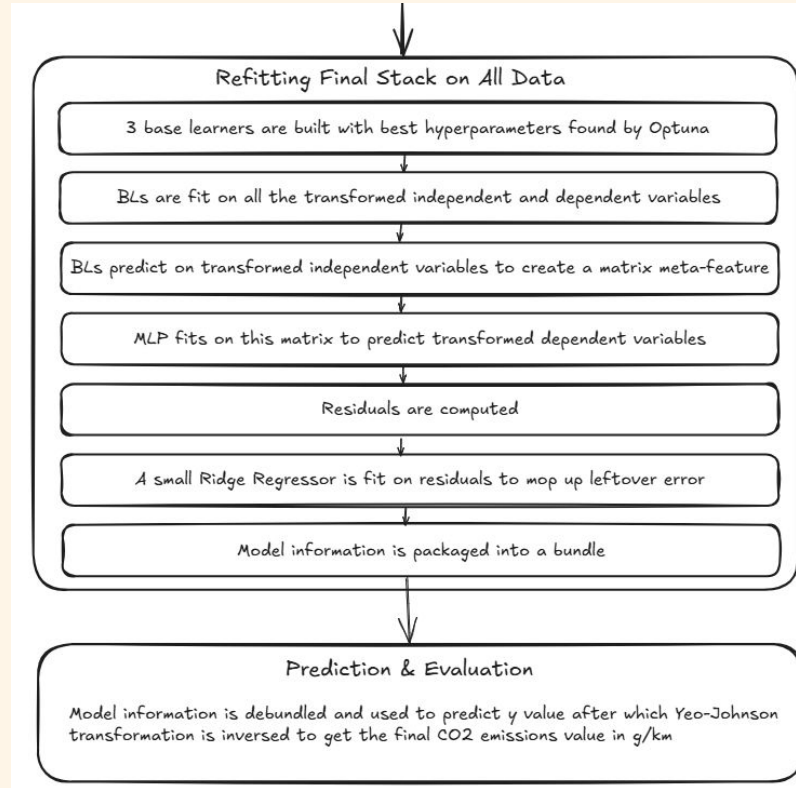 Refitting Final Stack on All Data
3 base learners are built with best hyperparameters found by Optuna
BLs are fit on all the transformed independent and dependent variables
BLs predict on transformed independent variables to create a matrix meta-feature
MLP fits on this matrix to predict transformed dependent variables
Residuals are computed
A small Ridge Regressor is fit on residuals to mop up leftover error
Model information is packaged into a bundle
Prediction & Evaluation
Model information is debundled and used to predict y value after which Yeo-Johnson
transformation is inversed to get the final CO2 emissions value in g/km